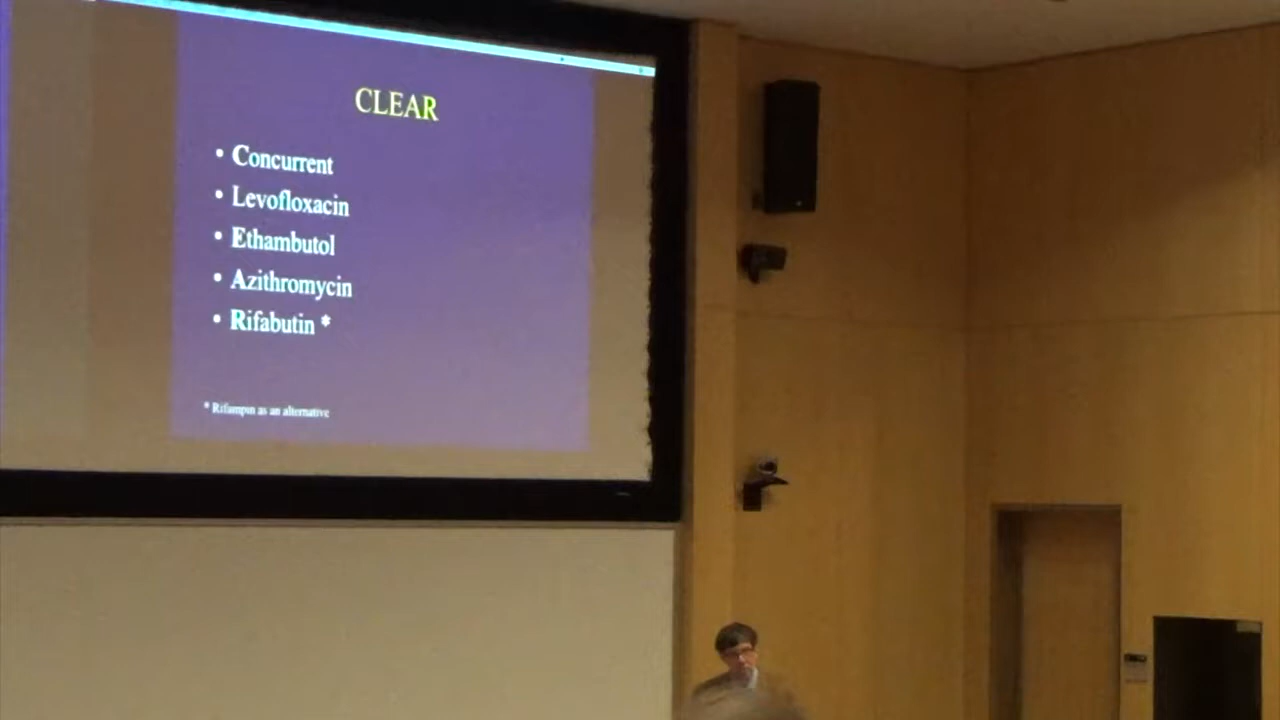 CLEAR
• Concurrent
• Levofloxacin
• Ethambutol
• Azithromycin
• Rifabutin *
* Rifampin as an alternative